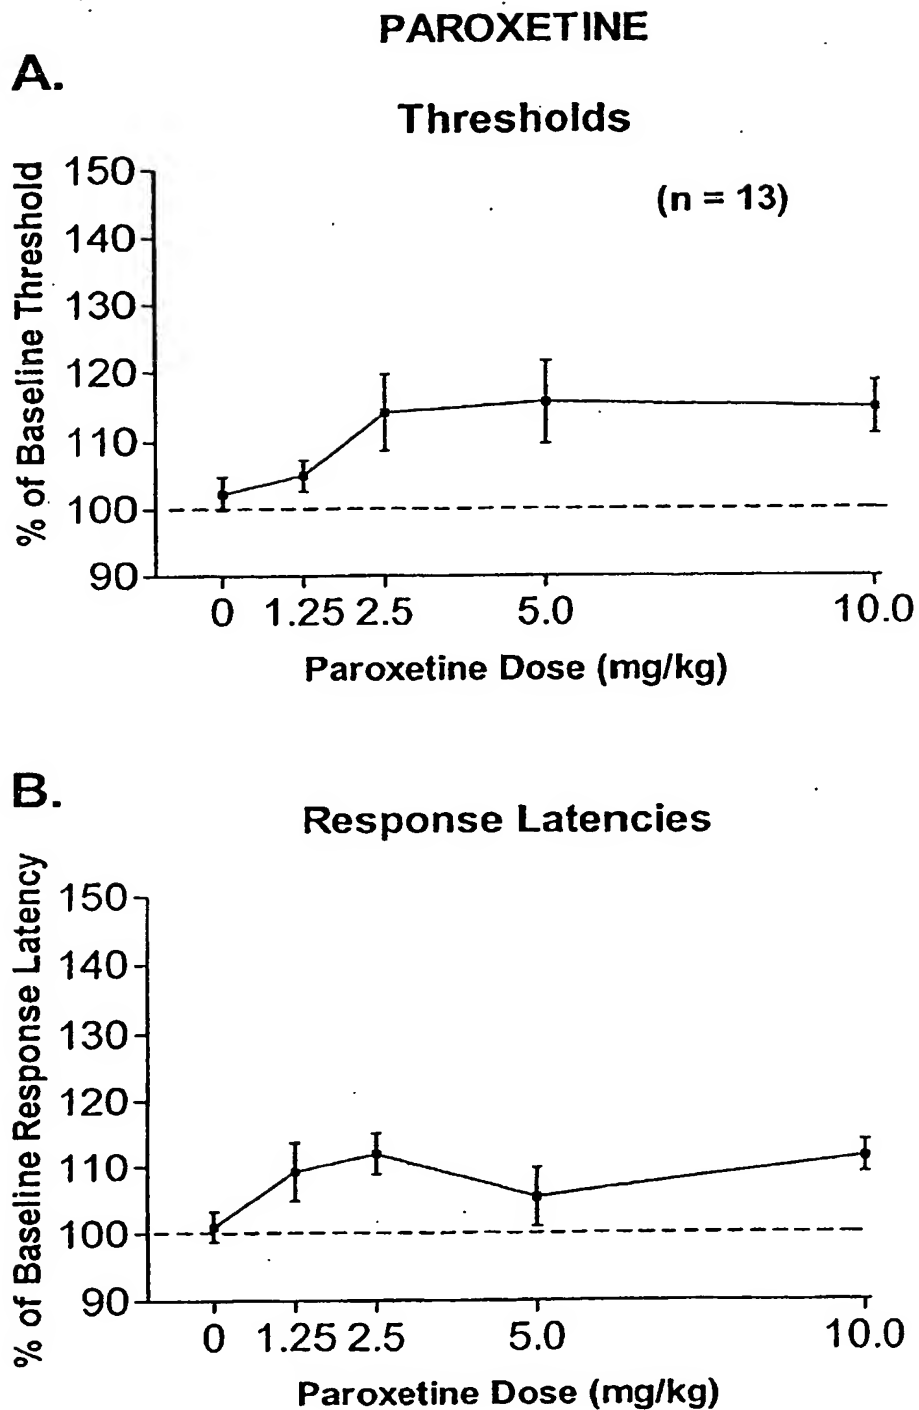 PAROXETINE
A.
Thresholds
(n = 13)
% of Baseline Threshold
150
140
130
120
110
100
90
0 1.25 2.5 5.0 10.0
Paroxetine Dose (mg/kg)
B.
Response Latencies
% of Baseline Response Latency
150
140
130
120
110
100
90
0 1.25 2.5 5.0 10.0
Paroxetine Dose (mg/kg)